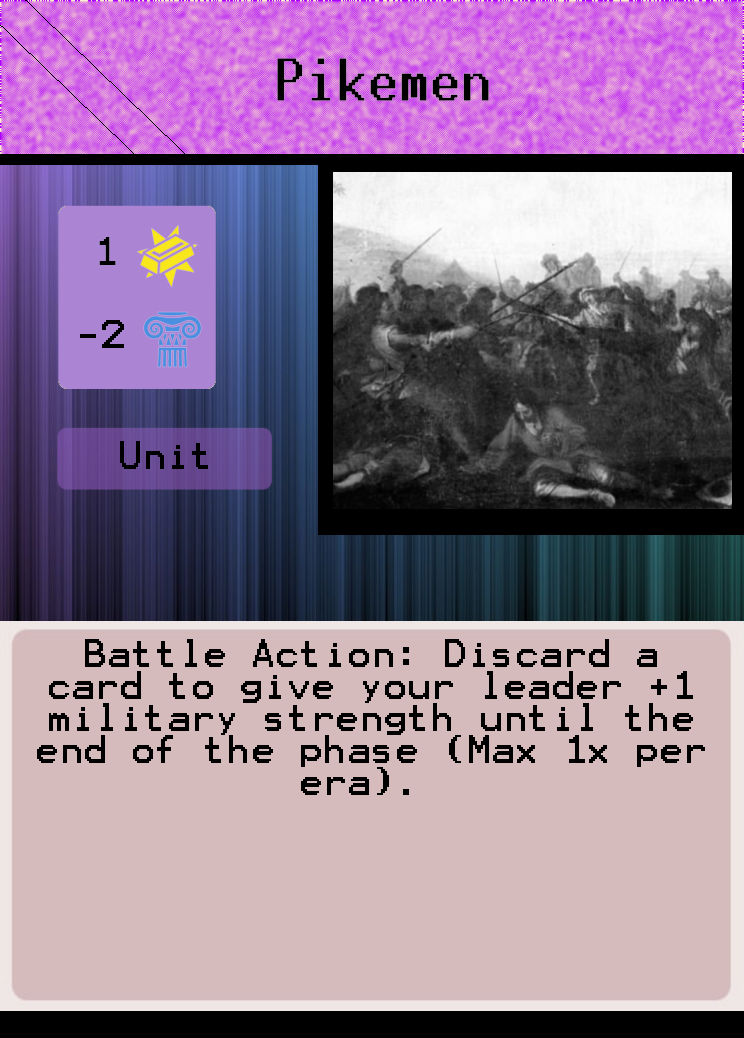 Pikemen
1
-2
Unit
Battle Action: Discard a
card to give your leader +1
military strength until the
end of the phase (Max 1x per
era).